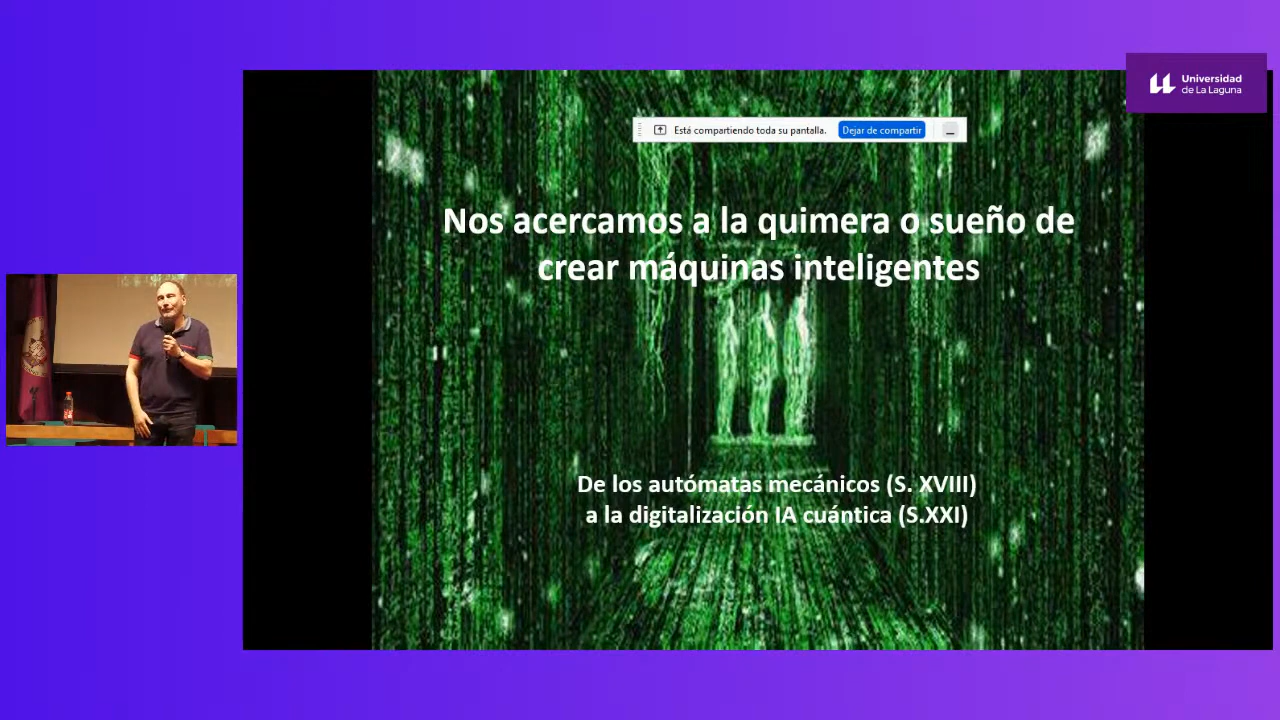 Universidad
de La Laguna
Está compartiendo toda su pantalla. Dejar de compartir
Nos acercamos a la quimera o sueño de
crear máquinas inteligentes
De los autómatas mecánicos (S. XVIII)
a la digitalización IA cuántica (S.XXI)